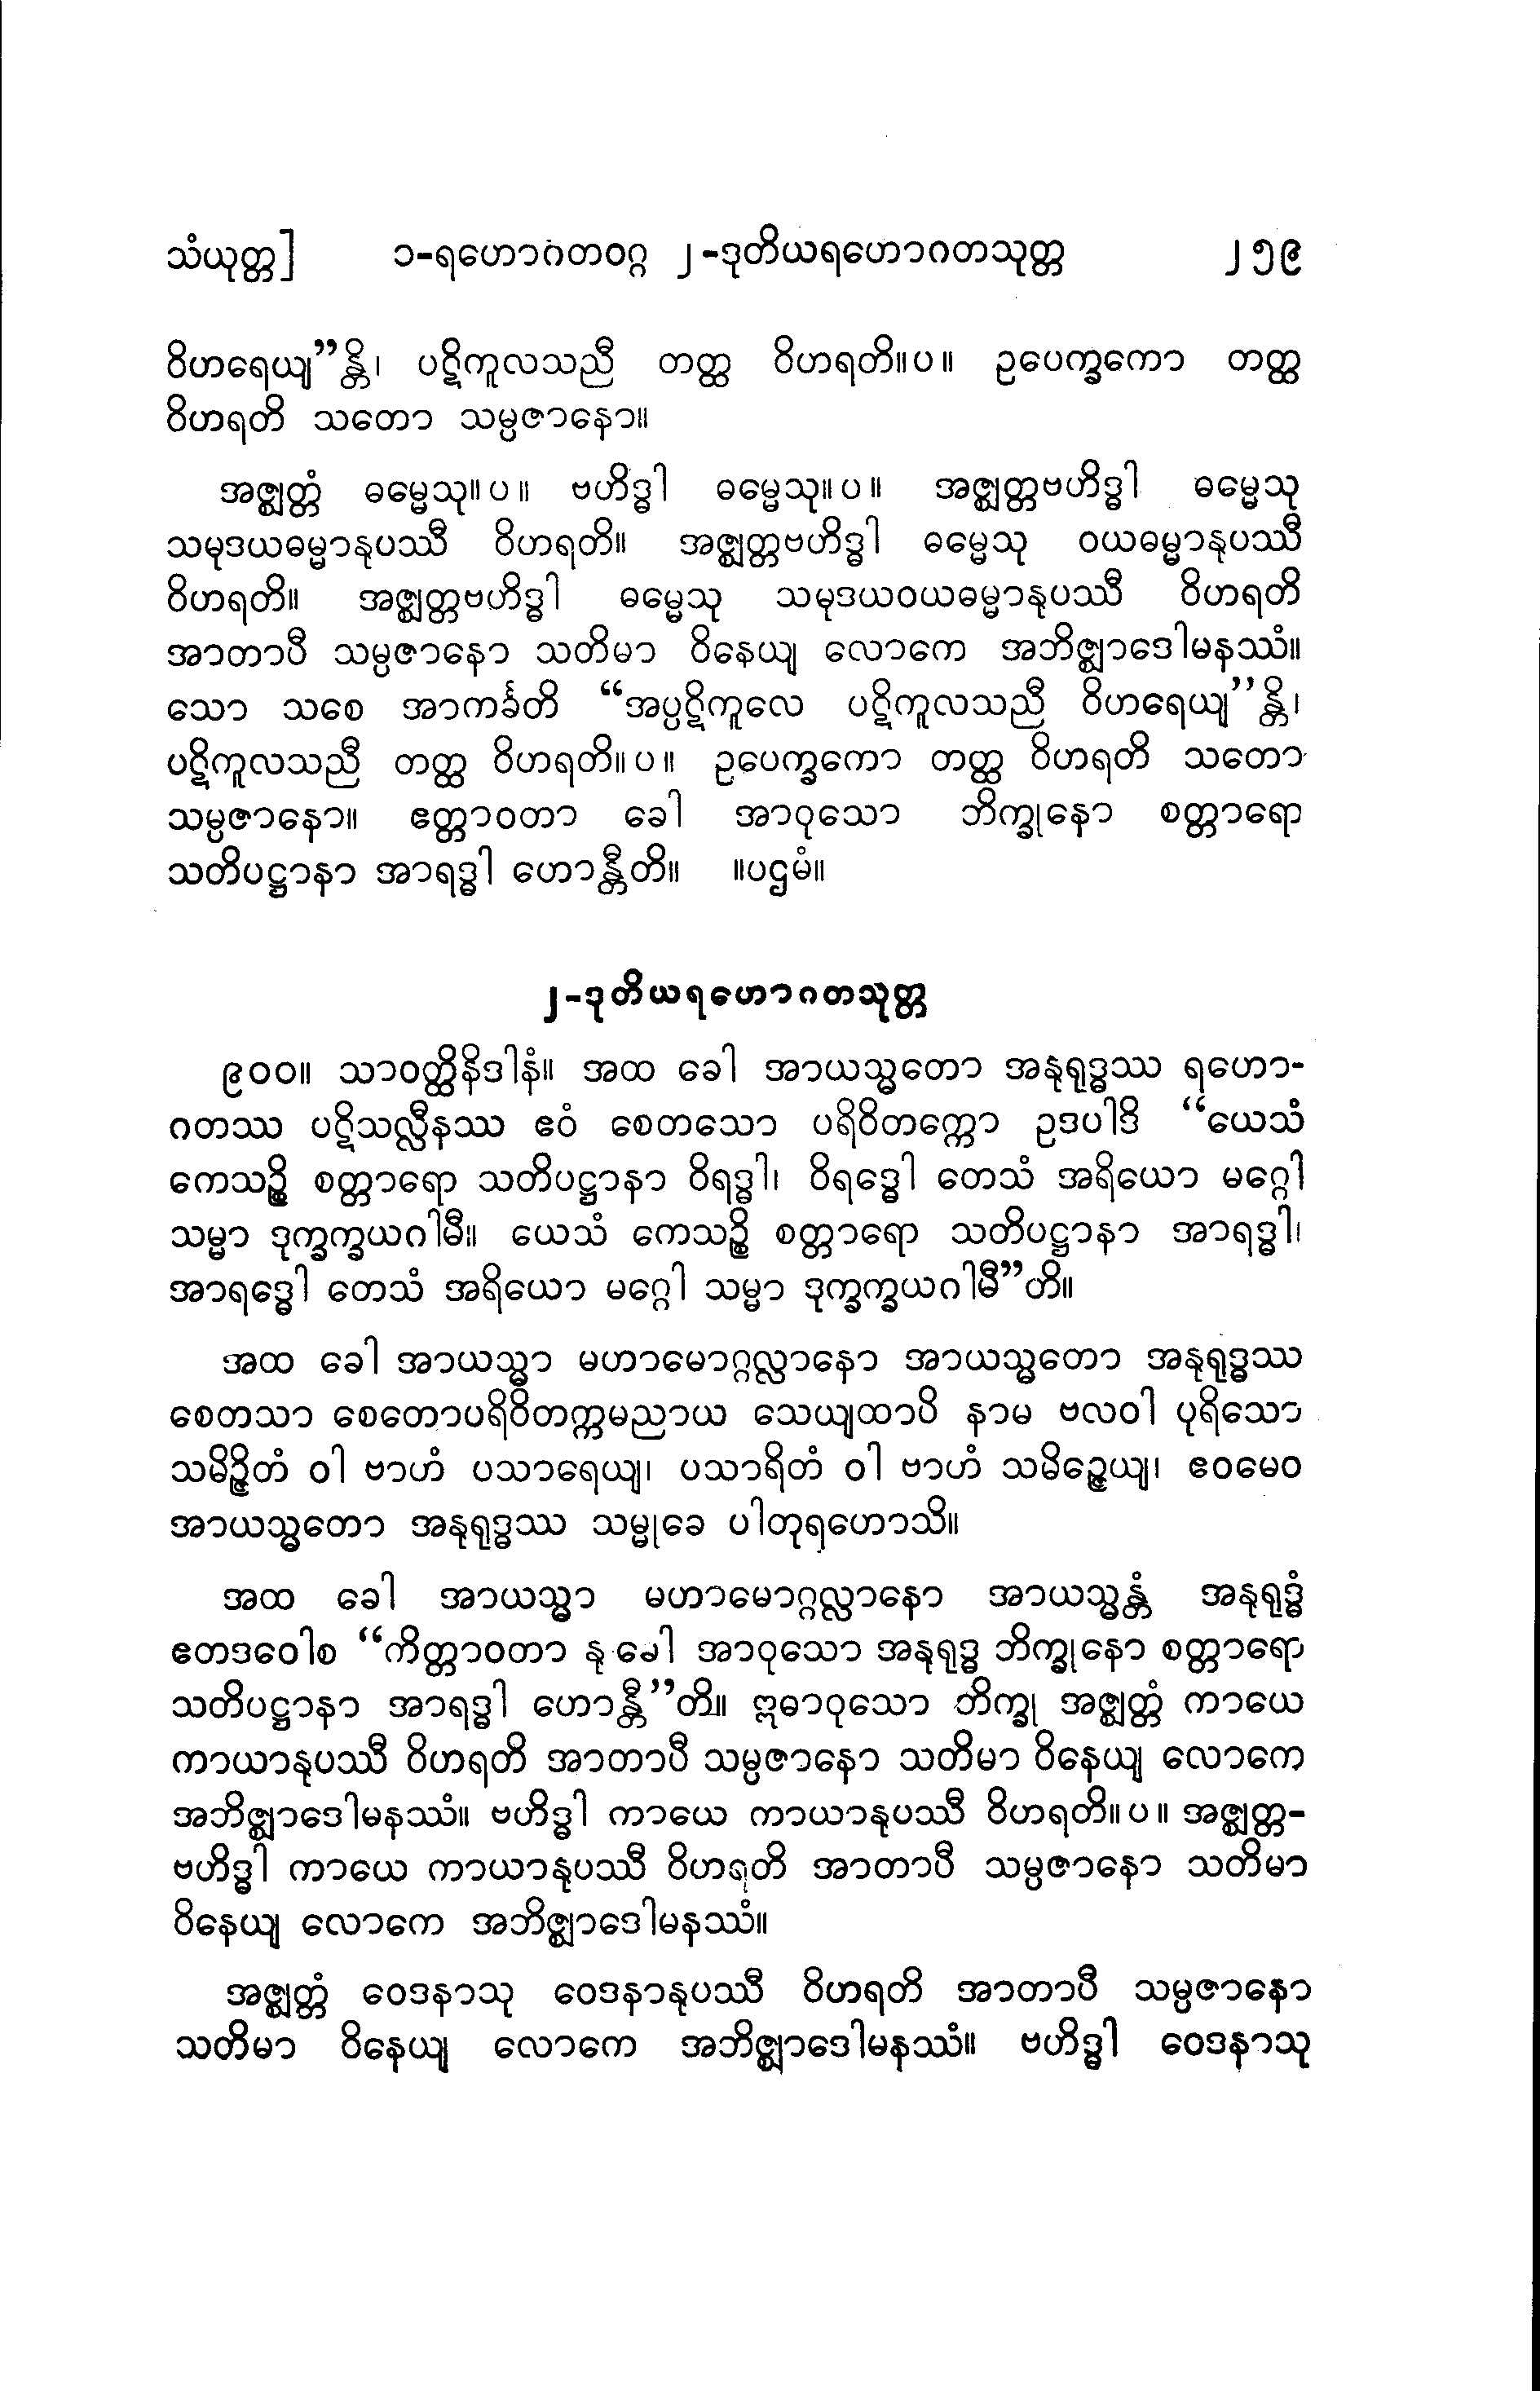 သံယုတ္တ] ၁-ရဟောဂတဝဂ္ဂ ၂-ဒုတိယရဟောဂတသုတ္တ ၂၅၉
ဝိဟရေယျ”န္တိ၊ ပဋိကူလသညီ တတ္ထ ဝိဟရတိ။ပ။ ဥပေက္ခကော တတ္ထ
ဝိဟရတိ သတော သမ္ပဇာနော။
အဇ္ဈတ္တံ ဓမ္မေသု။ပ။ ဗဟိဒ္ဓါ ဓမ္မေသု။ပ။ အဇ္ဈတ္တဗဟိဒ္ဓါ ဓမ္မေသု
သမုဒယဓမ္မာနုပဿီ ဝိဟရတိ။ အဇ္ဈတ္တဗဟိဒ္ဓါ ဓမ္မေသု ဝယဓမ္မာနုပဿီ
ဝိဟရတိ။ အဇ္ဈတ္တဗဟိဒ္ဓါ ဓမ္မေသု သမုဒယဝယဓမ္မာနုပဿီ ဝိဟရတိ
အာတာပီ သမ္ပဇာနော သတိမာ ဝိနေယျ လောကေ အဘိဇ္ဈာဒေါမနဿံ။
သော သစေ အာကင်္ခတိ “အပ္ပဋိကူလေ ပဋိကူလသညီ ဝိဟရေယျ”န္တိ၊
ပဋိကူလသညီ တတ္ထ ဝိဟရတိ။ပ။ ဥပေက္ခကော တတ္ထ ဝိဟရတိ သတော
သမ္ပဇာနော။ ဧတ္တာဝတာ ခေါ အာဝုသော ဘိက္ခုနော စတ္တာရော
သတိပဋ္ဌာနာ အာရဒ္ဓါ ဟောန္တီတိ။ ။ပဌမံ။
၂-ဒုတိယရဟောဂတသုတ္တ
၉၀၀။ သာဝတ္ထိနိဒါနံ။ အထ ခေါ အာယသ္မတော အနုရုဒ္ဓဿ ရဟော-
ဂတဿ ပဋိသလ္လီနဿ ဧဝံ စေတသော ပရိဝိတက္ကော ဥဒပါဒိ “ယေသံ
ကေသဉ္စိ စတ္တာရော သတိပဋ္ဌာနာ ဝိရဒ္ဓါ၊ ဝိရဒ္ဓေါ တေသံ အရိယော မဂ္ဂေါ
သမ္မာ ဒုက္ခက္ခယဂါမီ။ ယေသံ ကေသဉ္စိ စတ္တာရော သတိပဋ္ဌာနာ အာရဒ္ဓါ၊
အာရဒ္ဓေါ တေသံ အရိယော မဂ္ဂေါ သမ္မာ ဒုက္ခက္ခယဂါမီ”တိ။
အထ ခေါ အာယသ္မာ မဟာမောဂ္ဂလ္လာနော အာယသ္မတော အနုရုဒ္ဓဿ
စေတသာ စေတောပရိဝိတက္ကမညာယ သေယျထာပိ နာမ ဗလဝါ ပုရိသော
သမိဉ္ဇိတံ ဝါ ဗာဟံ ပသာရေယျ၊ ပသာရိတံ ဝါ ဗာဟံ သမိဉ္ဇေယျ၊ ဧဝမေဝ
အာယသ္မတော အနုရုဒ္ဓဿ သမ္မုခေ ပါတုရဟောသိ။
အထ ခေါ အာယသ္မာ မဟာမောဂ္ဂလ္လာနော အာယသ္မန္တံ အနုရုဒ္ဓံ
ဧတဒဝေါစ “ကိတ္တာဝတာ နု ခေါ အာဝုသော အနုရုဒ္ဓ ဘိက္ခုနော စတ္တာရော
သတိပဋ္ဌာနာ အာရဒ္ဓါ ဟောန္တီ”တိ။ ဣဓာဝုသော ဘိက္ခု အဇ္ဈတ္တံ ကာယေ
ကာယာနုပဿီ ဝိဟရတိ အာတာပီ သမ္ပဇာနော သတိမာ ဝိနေယျ လောကေ
အဘိဇ္ဈာဒေါမနဿံ။ ဗဟိဒ္ဓါ ကာယေ ကာယာနုပဿီ ဝိဟရတိ။ပ။ အဇ္ဈတ္တ-
ဗဟိဒ္ဓါ ကာယေ ကာယာနုပဿီ ဝိဟရတိ အာတာပီ သမ္ပဇာနော သတိမာ
ဝိနေယျ လောကေ အဘိဇ္ဈာဒေါမနဿံ။
အဇ္ဈတ္တံ ဝေဒနာသု ဝေဒနာနုပဿီ ဝိဟရတိ အာတာပီ သမ္ပဇာနော
သတိမာ ဝိနေယျ လောကေ အဘိဇ္ဈာဒေါမနဿံ။ ဗဟိဒ္ဓါ ဝေဒနာသု